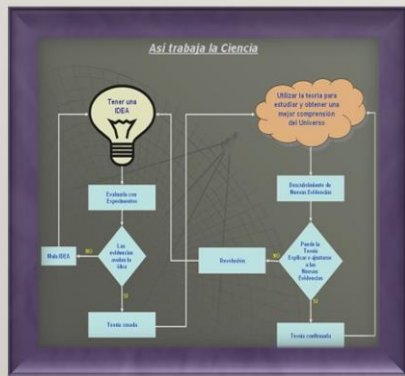 Asi trabaja la Ciencia
Tener una
IDEA
Evaluarla con
Experimentos
Las
evidencias
avalan la
Idea
NO
Mala IDEA
SI
Teoría creada
Utilizar la teoría para
estudiar y obtener una
mejor comprensión
del Universo
Descubrimiento de
Nuevas Evidencias
Puede la
Teoría
Explicar o ajustarse
a las
Nuevas
Evidencias
NO
Revolución
SI
Teoría confirmada